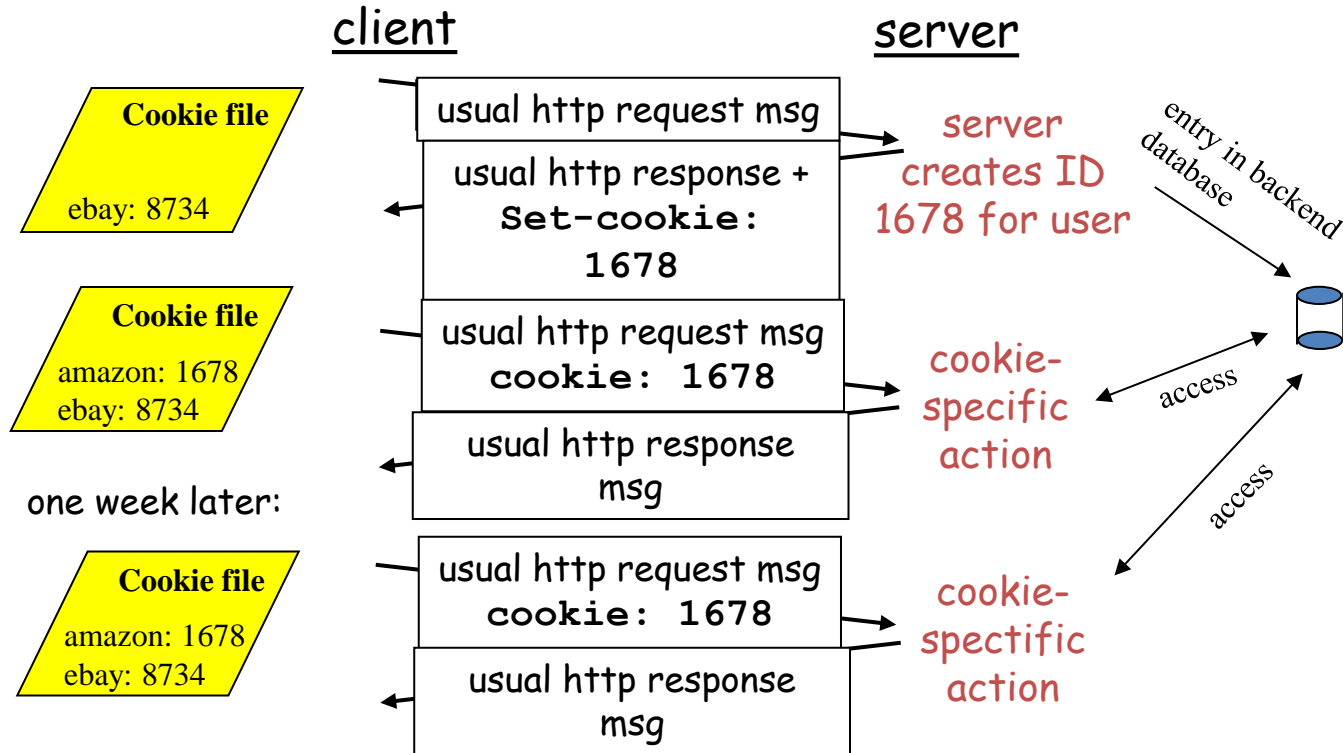 client
server
Cookie file
ebay: 8734
usual http request msg
usual http response +
Set-cookie:
1678
server
creates ID
1678 for user
entry in backend
database
Cookie file
amazon: 1678
ebay: 8734
usual http request msg
cookie: 1678
usual http response
msg
cookie-
specific
action
access
access
one week later:
Cookie file
amazon: 1678
ebay: 8734
usual http request msg
cookie: 1678
usual http response
msg
cookie-
spectific
action